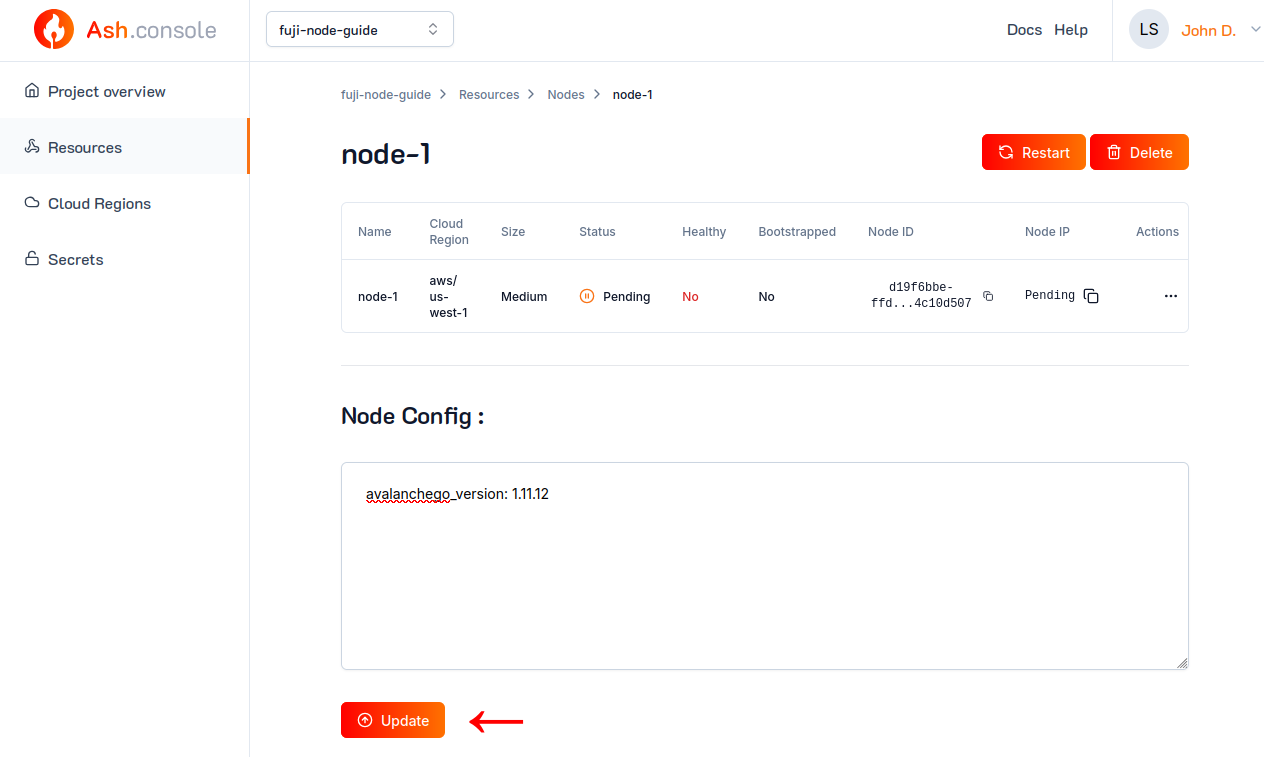 Ash.console
fuji-node-guide
Docs Help
LS John D.
Project overview
Resources
Cloud Regions
Secrets
fuji-node-guide > Resources > Nodes > node-1
node-1
Restart Delete
Name Cloud Region Size Status Healthy Bootstrapped Node ID Node IP Actions
node-1 aws/us-west-1 Medium Pending No No d19f6bbe-ffd...4c10d507 Pending ...
Node Config :
avalanchego_version: 1.11.12
Update